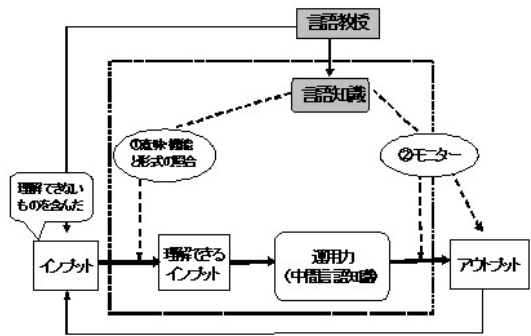 言語教授
言語知識
①意味・機能
と形式の照合
②モニター
理解できない
ものを含んだ
インプット
理解できる
インプット
運用力
(中間言語知識)
アウトプット